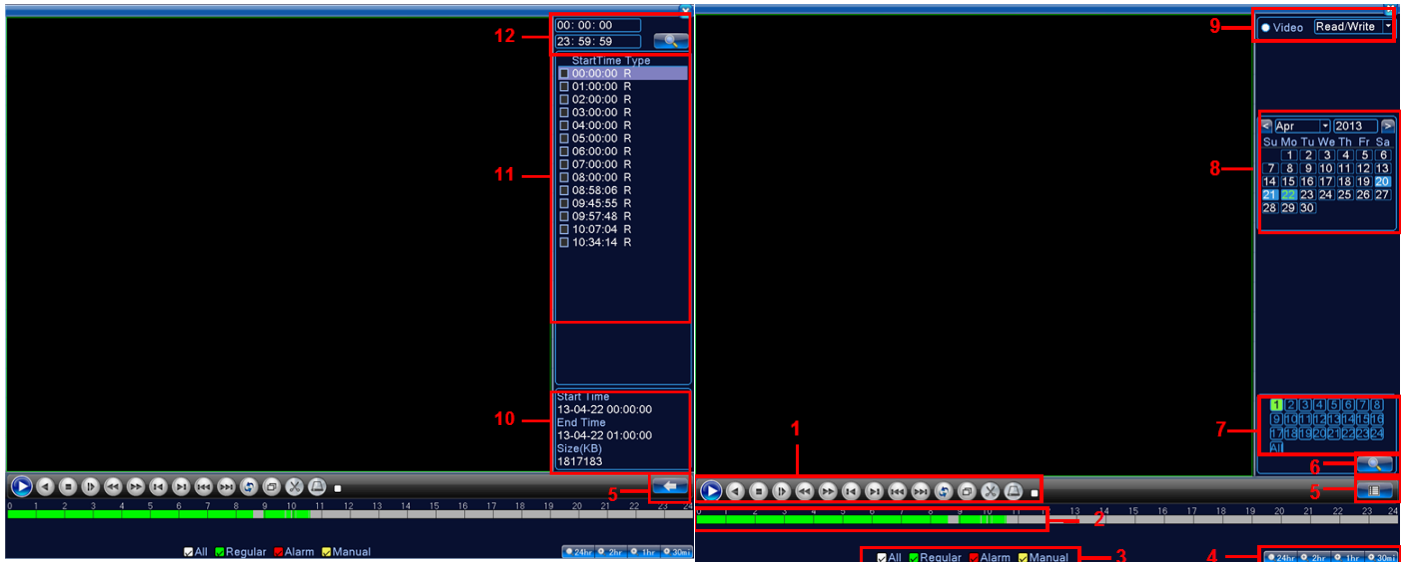 12
00: 00: 00
23: 59: 59
StartTime Type
00:00:00 R
01:00:00 R
02:00:00 R
03:00:00 R
04:00:00 R
05:00:00 R
06:00:00 R
07:00:00 R
08:00:00 R
08:58:06 R
09:45:55 R
09:57:48 R
10:07:04 R
10:34:14 R
11
10
Start Time
13-04-22 00:00:00
End Time
13-04-22 01:00:00
Size(KB)
1817183
5
0 1 2 3 4 5 6 7 8 9 10 11 12 13 14 15 16 17 18 19 20 21 22 23 24
All Regular Alarm Manual
24hr 2hr 1hr 30mi
9
Video Read/Write
8
Apr 2013
Su Mo Tu We Th Fr Sa
1 2 3 4 5 6
7 8 9 10 11 12 13
14 15 16 17 18 19 20
21 22 23 24 25 26 27
28 29 30
7
1 2 3 4 5 6 7 8
9 10 11 12 13 14 15 16
17 18 19 20 21 22 23 24
All
6
1
5
0 1 2 3 4 5 6 7 8 9 10 11 13 14 15 16 17 18 19 20 21 22 23 24
2
All Regular Alarm Manual
3
4
24hr 2hr 1hr 30mi